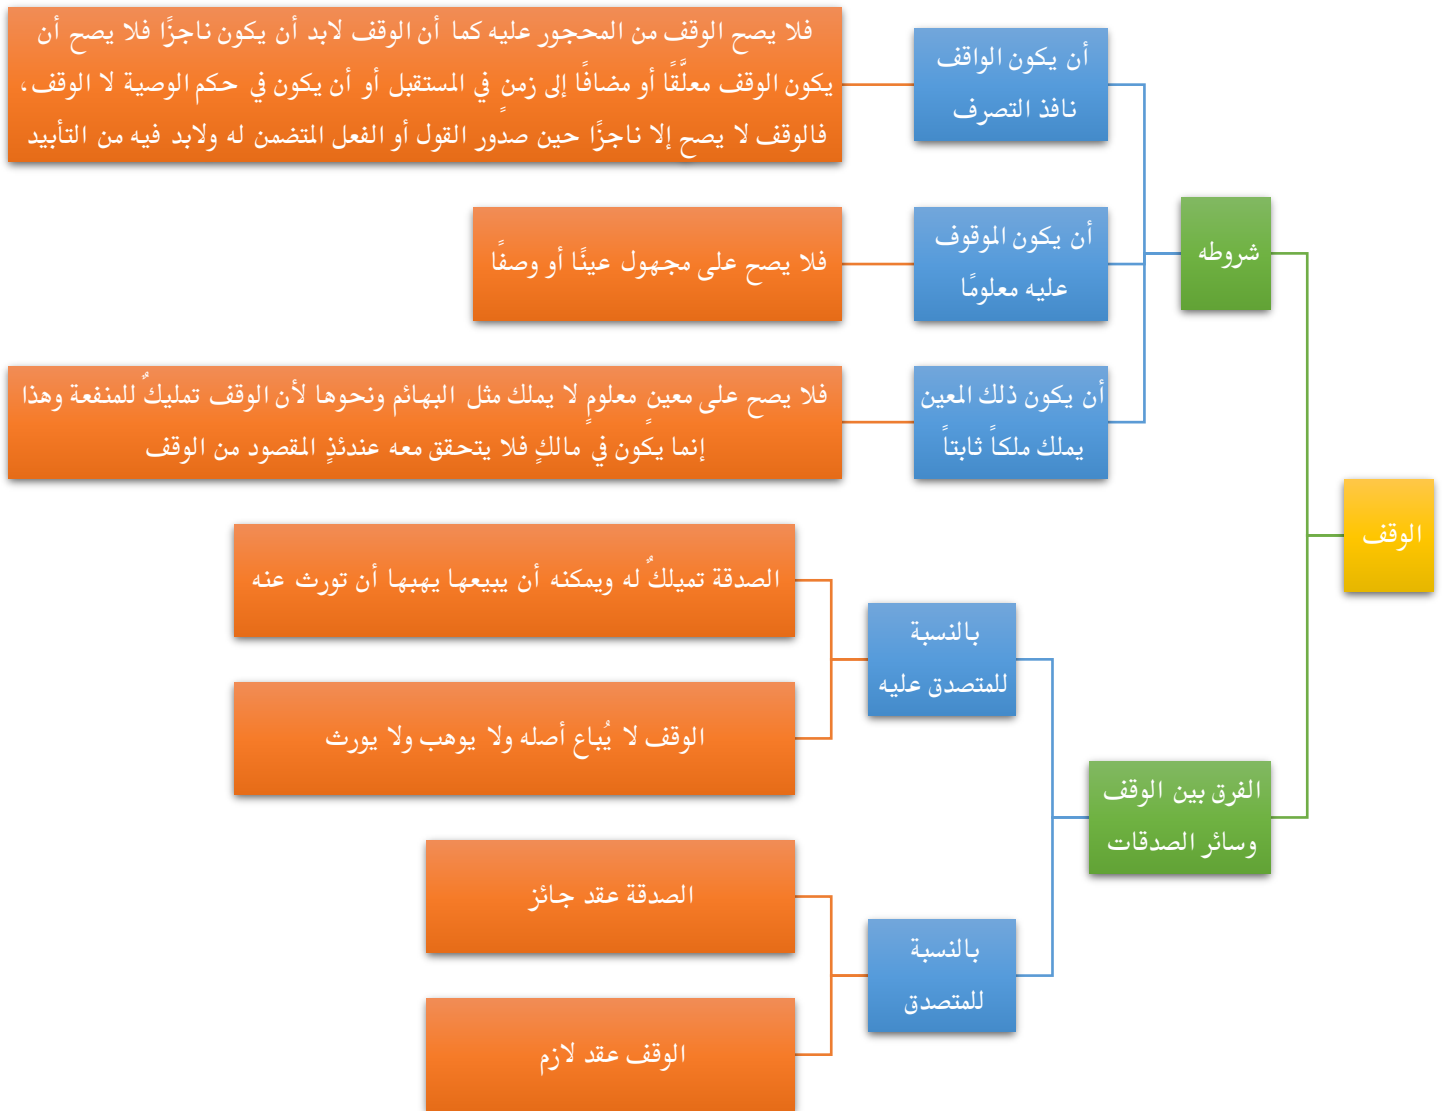 الوقف
شروطه
أن يكون الواقف
نافذ التصرف
فلا يصح الوقف من المحجور عليه كما أن الوقف لابد أن يكون ناجزًا فلا يصح أن
يكون الوقف معلَّقًا أو مضافًا إلى زمنٍ في المستقبل أو أن يكون في حكم الوصية لا الوقف،
فالوقف لا يصح إلا ناجزًا حين صدور القول أو الفعل المتضمن له ولابد فيه من التأبيد
أن يكون الموقوف
عليه معلومًا
فلا يصح على مجهول عينًا أو وصفًا
أن يكون ذلك المعين
يملك ملكاً ثابتاً
فلا يصح على معينٍ معلومٍ لا يملك مثل البهائم ونحوها لأن الوقف تمليكٌ للمنفعة وهذا
إنما يكون في مالكٍ فلا يتحقق معه عندئذٍ المقصود من الوقف
الفرق بين الوقف
وسائر الصدقات
بالنسبة
للمتصدق عليه
الصدقة تميلكٌ له ويمكنه أن يبيعها يهبها أن تورث عنه
الوقف لا يُباع أصله ولا يوهب ولا يورث
بالنسبة
للمتصدق
الصدقة عقد جائز
الوقف عقد لازم